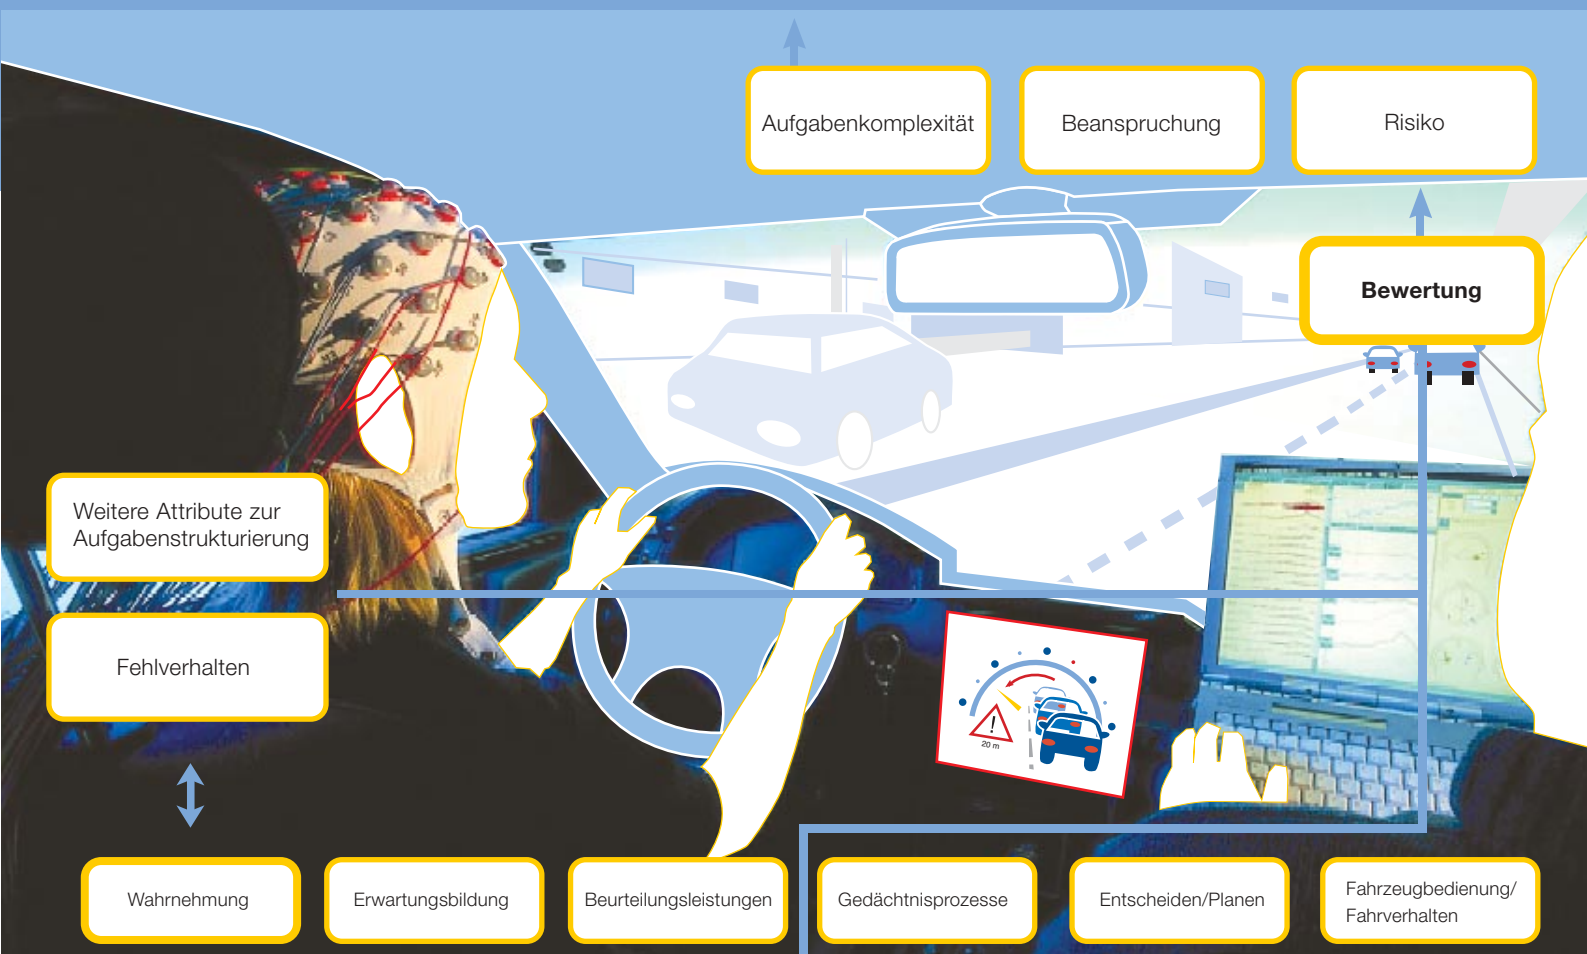 Aufgabenkomplexität
Beanspruchung
Risiko
Bewertung
Weitere Attribute zur
Aufgabenstrukturierung
Fehlverhalten
20 m
Wahrnehmung
Erwartungsbildung
Beurteilungsleistungen
Gedächtnisprozesse
Entscheiden/Planen
Fahrzeugbedienung/
Fahrverhalten